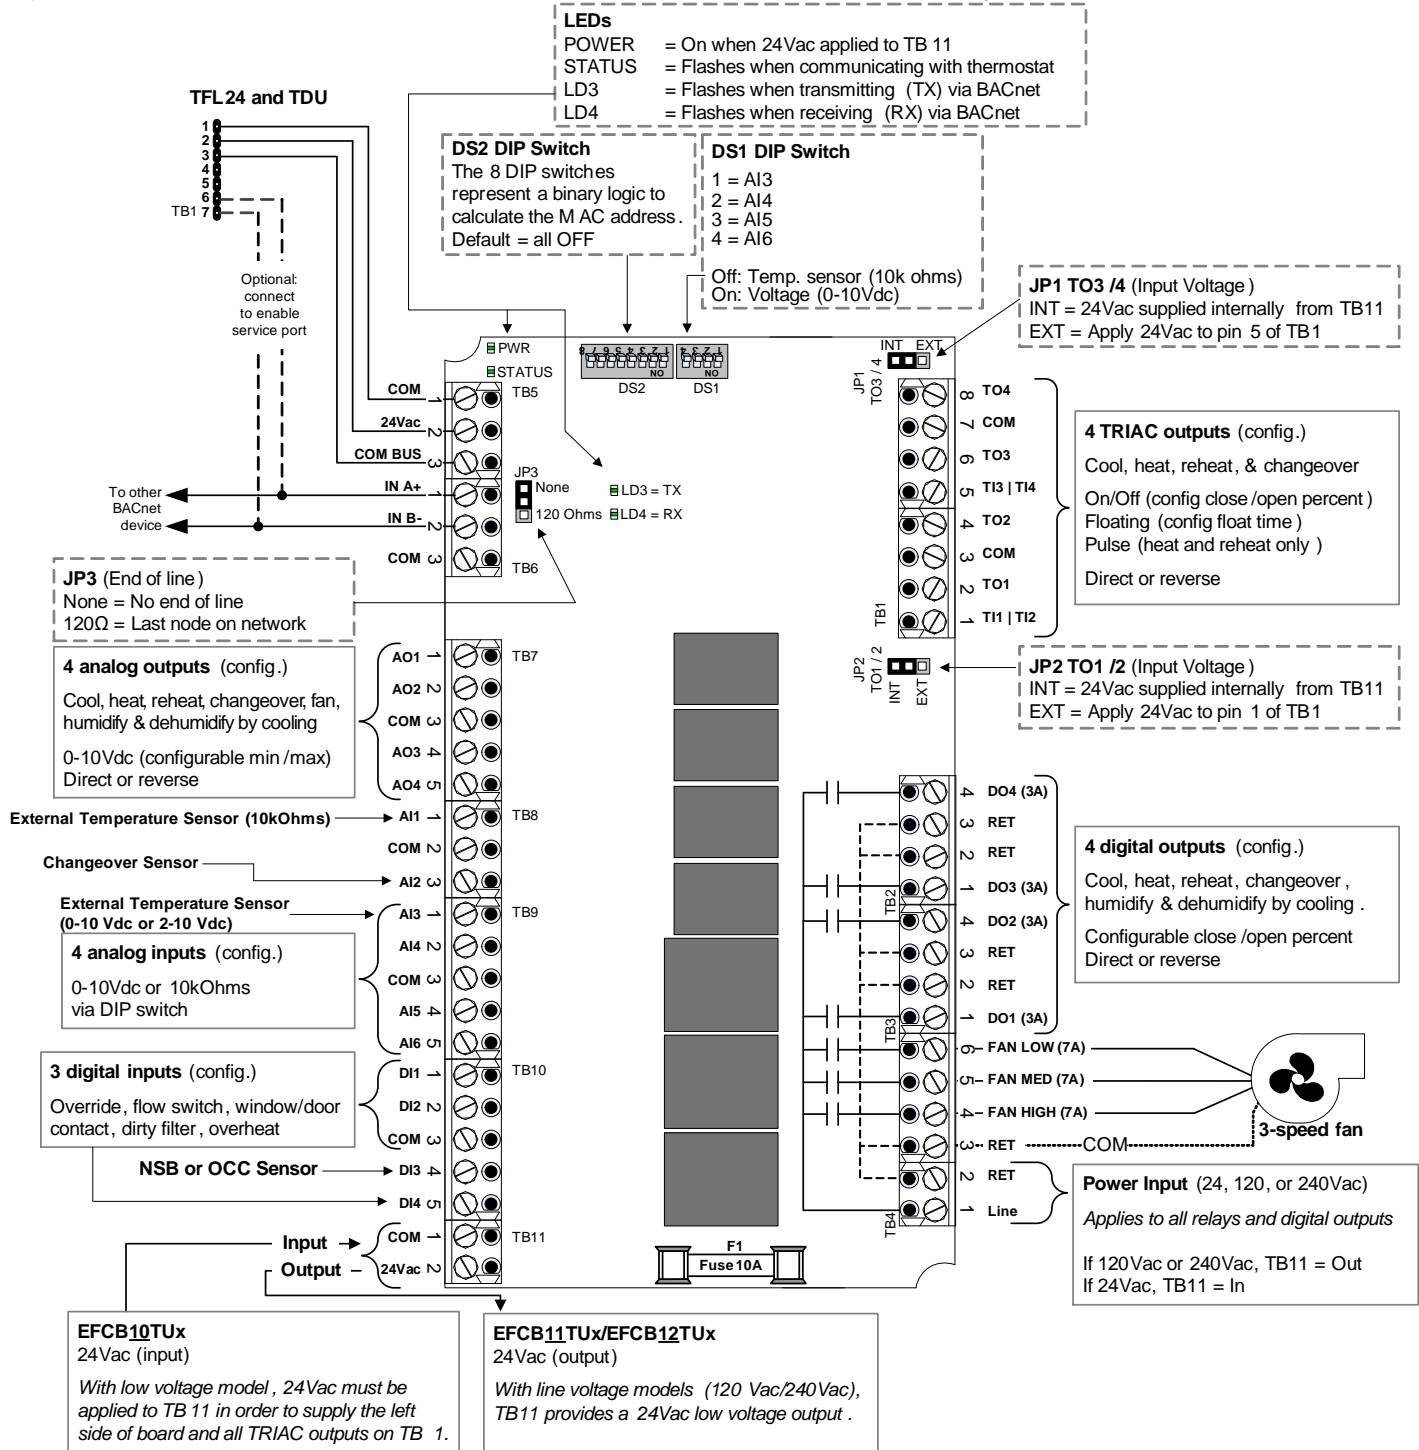 LEDs
POWER = On when 24Vac applied to TB 11
STATUS = Flashes when communicating with thermostat
LD3 = Flashes when transmitting (TX) via BACnet
LD4 = Flashes when receiving (RX) via BACnet
TFL24 and TDU
1
2
3
4
5
6
TB1 7
Optional:
connect
to enable
service port
DS2 DIP Switch
The 8 DIP switches
represent a binary logic to
calculate the M AC address.
Default = all OFF
DS1 DIP Switch
1 = AI3
2 = AI4
3 = AI5
4 = AI6
Off: Temp. sensor (10k ohms)
On: Voltage (0-10Vdc)
JP1 TO3 /4 (Input Voltage)
INT = 24Vac supplied internally from TB11
EXT = Apply 24Vac to pin 5 of TB1
PWR
STATUS
8 7 6 5 4 3 2 1
ON
DS2
4 3 2 1
ON
DS1
INT EXT
JP1
TO3 / 4
COM 1 TB5
24Vac 2
COM BUS 3
IN A+ 1
IN B- 2
COM 3 TB6
To other
BACnet
device
JP3
None
120 Ohms
LD3 = TX
LD4 = RX
8 TO4
7 COM
6 TO3
5 TI3 | TI4
4 TO2
3 COM
2 TO1
1 TI1 | TI2
TB1
4 TRIAC outputs (config.)
Cool, heat, reheat, & changeover
On/Off (config close /open percent)
Floating (config float time)
Pulse (heat and reheat only)
Direct or reverse
JP3 (End of line)
None = No end of line
120Ω = Last node on network
JP2
TO1 / 2
INT
EXT
JP2 TO1 /2 (Input Voltage)
INT = 24Vac supplied internally from TB11
EXT = Apply 24Vac to pin 1 of TB1
4 analog outputs (config.)
Cool, heat, reheat, changeover, fan,
humidify & dehumidify by cooling
0-10Vdc (configurable min /max)
Direct or reverse
AO1 1 TB7
AO2 2
COM 3
AO3 4
AO4 5
External Temperature Sensor (10kOhms)
AI1 1 TB8
COM 2
Changeover Sensor
AI2 3
External Temperature Sensor
(0-10 Vdc or 2-10 Vdc)
AI3 1 TB9
AI4 2
COM 3
AI5 4
AI6 5
4 analog inputs (config.)
0-10Vdc or 10kOhms
via DIP switch
3 digital inputs (config.)
Override, flow switch, window/door
contact, dirty filter, overheat
DI1 1 TB10
DI2 2
COM 3
NSB or OCC Sensor
DI3 4
DI4 5
Input
COM 1 TB11
Output
24Vac 2
4 DO4 (3A)
3 RET
2 RET
1 DO3 (3A)
TB2
4 DO2 (3A)
3 RET
2 RET
1 DO1 (3A)
TB3
6 FAN LOW (7A)
5 FAN MED (7A)
4 FAN HIGH (7A)
3 RET
COM
2 RET
1 Line
TB4
4 digital outputs (config.)
Cool, heat, reheat, changeover,
humidify & dehumidify by cooling.
Configurable close /open percent
Direct or reverse
3-speed fan
Power Input (24, 120, or 240Vac)
Applies to all relays and digital outputs
If 120Vac or 240Vac, TB11 = Out
If 24Vac, TB11 = In
F1
Fuse 10A
EFCB10TUx
24Vac (input)
With low voltage model, 24Vac must be
applied to TB 11 in order to supply the left
side of board and all TRIAC outputs on TB 1.
EFCB11TUx/EFCB12TUx
24Vac (output)
With line voltage models (120 Vac/240Vac),
TB11 provides a 24Vac low voltage output.